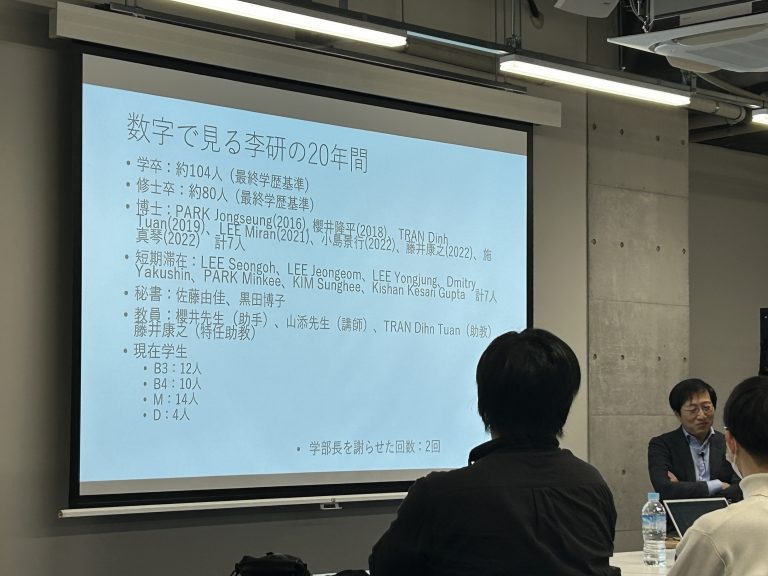 数字で見る李研の20年間
• 学卒：約104人（最終学歴基準）
• 修士卒：約80人（最終学歴基準）
• 博士：PARK Jongseung(2016)、櫻井隆平(2018)、TRAN Dinh
Tuan(2019)、LEE Miran(2021)、小島景行(2022)、藤井康之(2022)、施
真琴(2022) 計7人
• 短期滞在：LEE Seongoh、LEE Jeongeom、LEE Yongjung、Dmitry
Yakushin、PARK Minkee、KIM Sunghee、Kishan Kesari Gupta 計7人
• 秘書：佐藤由佳、黒田博子
• 教員：櫻井先生（助手）、山添先生（講師）、TRAN Dihn Tuan（助教）
藤井康之（特任助教）
• 現在学生
• B3：12人
• B4：10人
• M：14人
• D：4人
• 学部長を謝らせた回数：2回